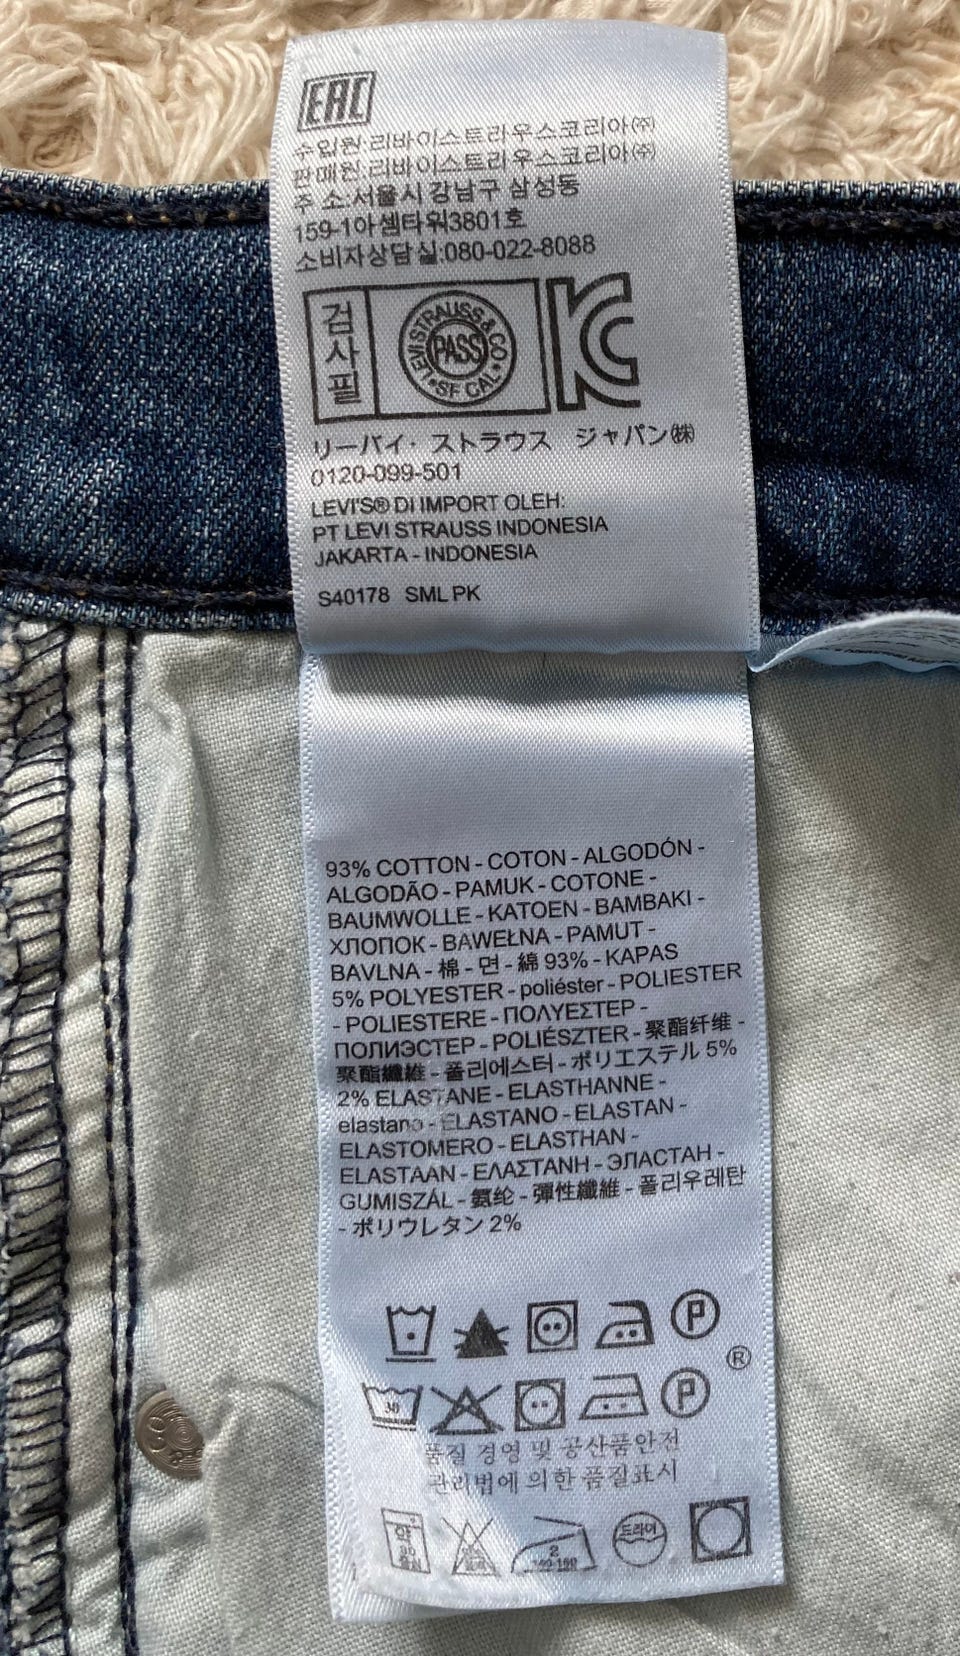 EAC
수입원:리바이스트라우스코리아(주)
판매원:리바이스트라우스코리아(주)
주 소:서울시 강남구 삼성동
159-1아셈타워3801호
소비자상담실:080-022-8088
검사필
LEVI STRAUSS & CO
PASS
SF CAL
KC
リーバイ・ストラウス ジャパン㈱
0120-099-501
LEVI'S® DI IMPORT OLEH:
PT LEVI STRAUSS INDONESIA
JAKARTA - INDONESIA
S40178 SML PK
93% COTTON - COTON - ALGODÓN -
ALGODÃO - PAMUK - COTONE -
BAUMWOLLE - KATOEN - BAMBAKI -
ХЛОПОК - BAWEŁNA - PAMUT -
BAVLNA - 棉 - 면 - 綿 93% - KAPAS
5% POLYESTER - poliéster - POLIESTER
- POLIESTERE - ΠΟΛΥΕΣΤΕΡ -
ПОЛИЭСТЕР - POLIÉSZTER - 聚酯纤维 -
聚酯纖維 - 폴리에스터 - ポリエステル 5%
2% ELASTANE - ELASTHANNE -
elastano - ELASTANO - ELASTAN -
ELASTOMERO - ELASTHAN -
ELASTAAN - ΕΛΑΣΤΑΝΗ - ЭЛАСТАН -
GUMISZÁL - 氨纶 - 彈性纖維 - 폴리우레탄
- ポリウレタン 2%
P
®
30 P
품질 경영 및 공산품안전
관리법에 의한 품질표시
약 드라이
2